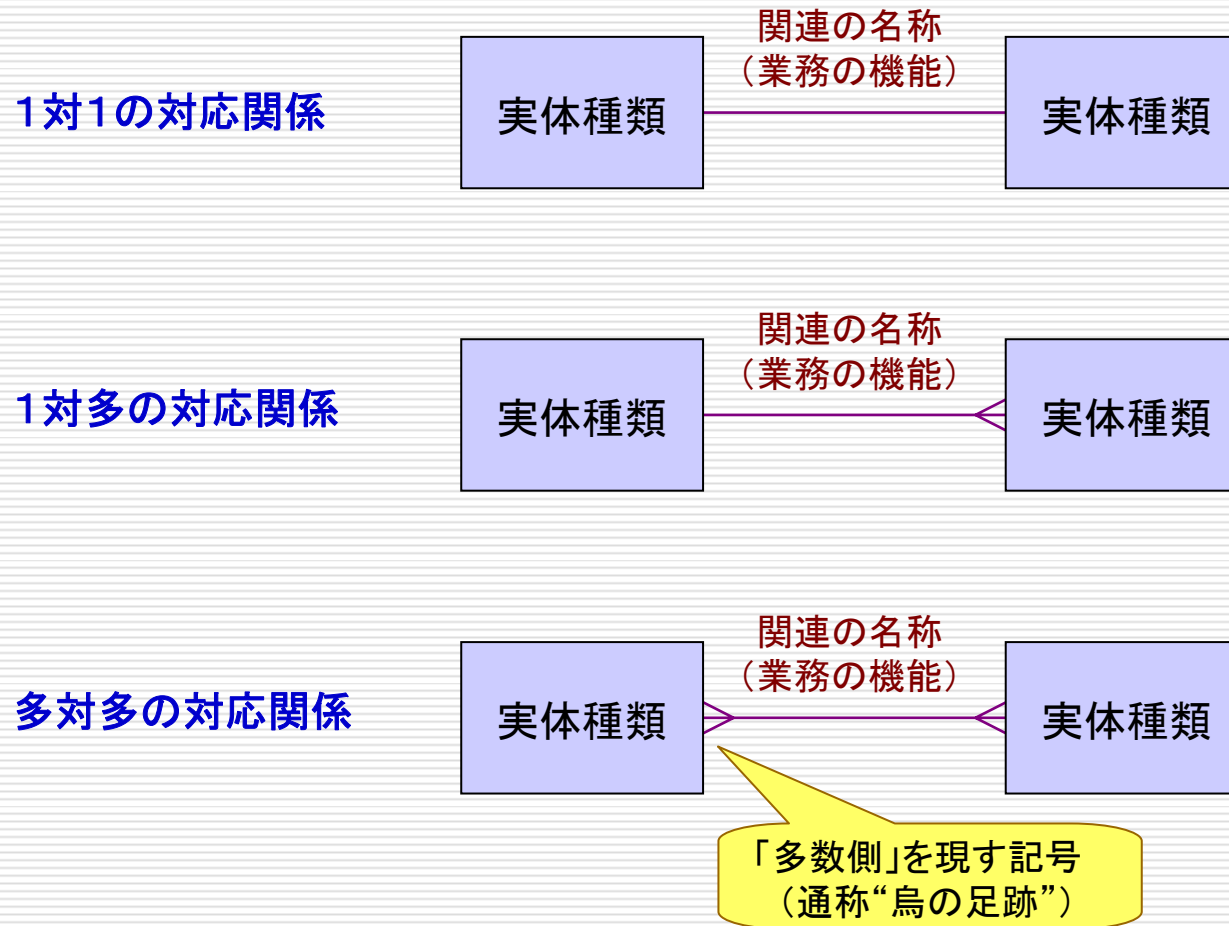 関連の名称
（業務の機能）
１対１の対応関係
実体種類
実体種類
関連の名称
（業務の機能）
１対多の対応関係
実体種類
実体種類
関連の名称
（業務の機能）
多対多の対応関係
実体種類
実体種類
「多数側」を現す記号
（通称“烏の足跡”）